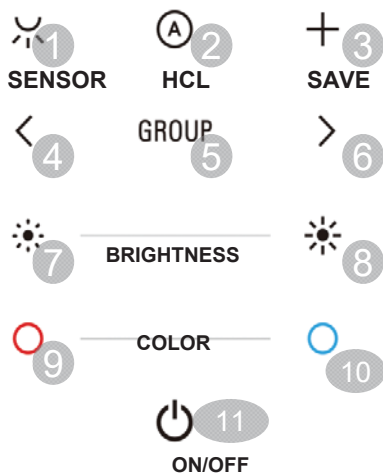 1 A 2 3
SENSOR HCL SAVE
4 GROUP 5 6
7 BRIGHTNESS 8
9 COLOR 10
11
ON/OFF